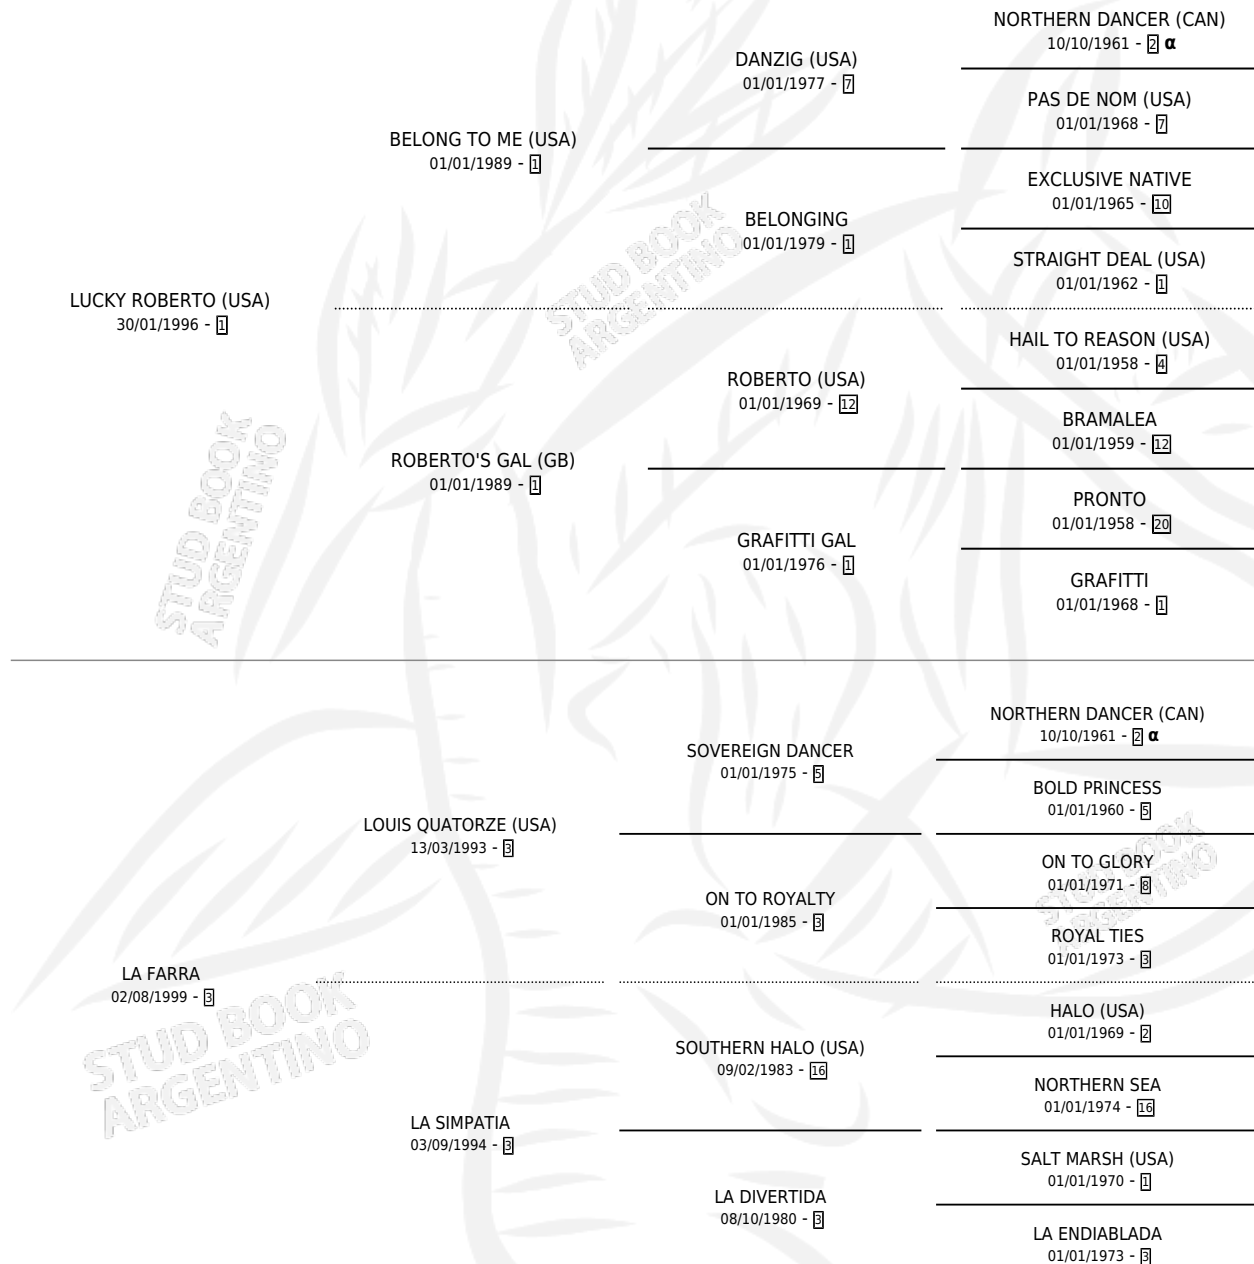 NORTHERN DANCER (CAN)
10/10/1961 - 2 α
DANZIG (USA)
01/01/1977 - 7
PAS DE NOM (USA)
01/01/1968 - 7
BELONG TO ME (USA)
01/01/1989 - 1
EXCLUSIVE NATIVE
01/01/1965 - 10
BELONGING
01/01/1979 - 1
STRAIGHT DEAL (USA)
01/01/1962 - 1
LUCKY ROBERTO (USA)
30/01/1996 - 1
HAIL TO REASON (USA)
01/01/1958 - 4
ROBERTO (USA)
01/01/1969 - 12
BRAMALEA
01/01/1959 - 12
ROBERTO'S GAL (GB)
01/01/1989 - 1
PRONTO
01/01/1958 - 20
GRAFITTI GAL
01/01/1976 - 1
GRAFITTI
01/01/1968 - 1
NORTHERN DANCER (CAN)
10/10/1961 - 2 α
SOVEREIGN DANCER
01/01/1975 - 5
BOLD PRINCESS
01/01/1960 - 5
LOUIS QUATORZE (USA)
13/03/1993 - 3
ON TO GLORY
01/01/1971 - 8
ON TO ROYALTY
01/01/1985 - 3
ROYAL TIES
01/01/1973 - 3
LA FARRA
02/08/1999 - 3
HALO (USA)
01/01/1969 - 2
SOUTHERN HALO (USA)
09/02/1983 - 16
NORTHERN SEA
01/01/1974 - 16
LA SIMPATIA
03/09/1994 - 3
SALT MARSH (USA)
01/01/1970 - 1
LA DIVERTIDA
08/10/1980 - 3
LA ENDIABLADA
01/01/1973 - 3
STUD BOOK
ARGENTINO
STUD BOOK
ARGENTINO
STUD BOOK
ARGENTINO
STUD BOOK
ARGENTINO